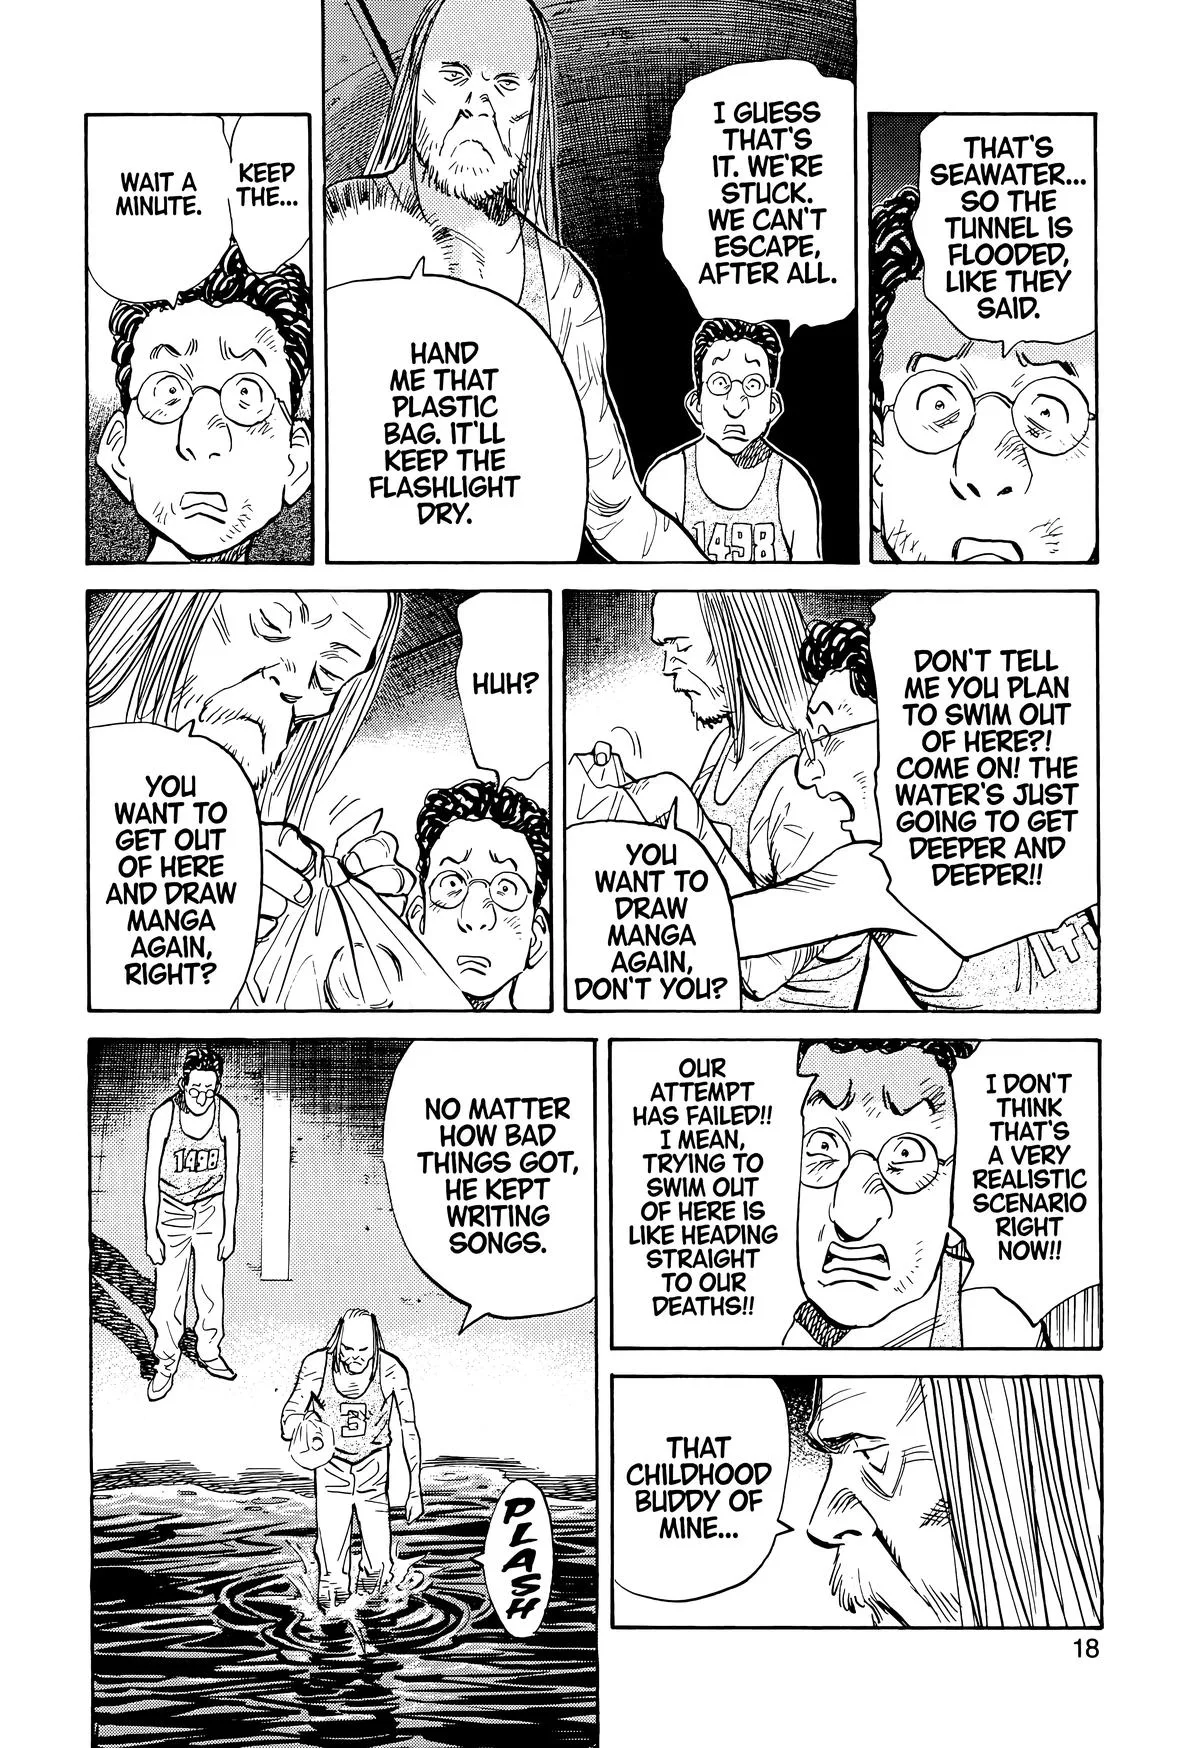 THAT'S
SEAWATER...
SO THE
TUNNEL IS
FLOODED,
LIKE THEY
SAID.
I GUESS
THAT'S
IT. WE'RE
STUCK.
WE CAN'T
ESCAPE,
AFTER ALL.
1498
HAND
ME THAT
PLASTIC
BAG. IT'LL
KEEP THE
FLASHLIGHT
DRY.
KEEP
THE...
WAIT A
MINUTE.
DON'T TELL
ME YOU PLAN
TO SWIM OUT
OF HERE?!
COME ON! THE
WATER'S JUST
GOING TO GET
DEEPER AND
DEEPER!!
YOU
WANT TO
DRAW
MANGA
AGAIN,
DON'T YOU?
HUH?
YOU
WANT TO
GET OUT
OF HERE
AND DRAW
MANGA
AGAIN,
RIGHT?
I DON'T
THINK
THAT'S
A VERY
REALISTIC
SCENARIO
RIGHT
NOW!!
OUR
ATTEMPT
HAS FAILED!!
I MEAN,
TRYING TO
SWIM OUT
OF HERE IS
LIKE HEADING
STRAIGHT
TO OUR
DEATHS!!
THAT
CHILDHOOD
BUDDY OF
MINE...
NO MATTER
HOW BAD
THINGS GOT,
HE KEPT
WRITING
SONGS.
1498
3
PLASH
18